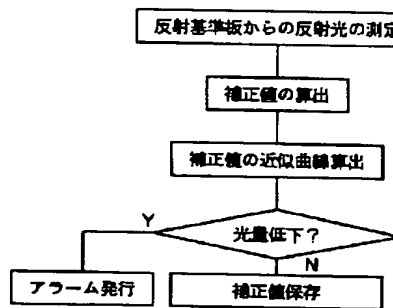 反射基準板からの反射光の測定
補正値の算出
補正値の近似曲線算出
光量低下？
Y
N
アラーム発行
補正値保存